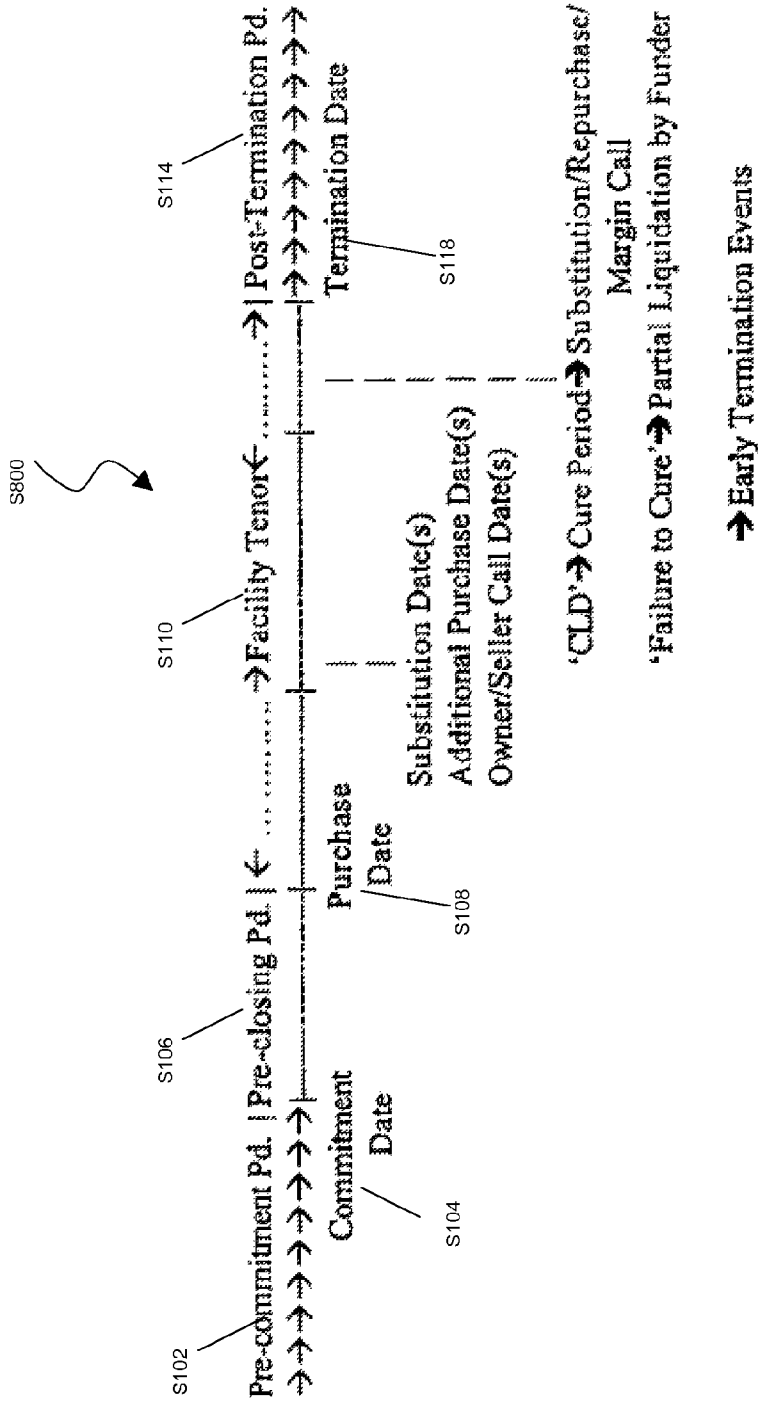 S800
S102
S106
S110
S114
Pre-commitment Pd. | Pre-closing Pd. | ← ........ →Facility Tenor← ........ → | Post-Termination Pd.
→→→→→→→→→→
→→→→→→→→→
Commitment
Date
S104
Purchase
Date
S108
Termination Date
S118
Substitution Date(s)
Additional Purchase Date(s)
Owner/Seller Call Date(s)
‘CLD’→Cure Period→Substitution/Repurchase/
Margin Call
‘Failure to Cure’→Partial Liquidation by Funder
→Early Termination Events